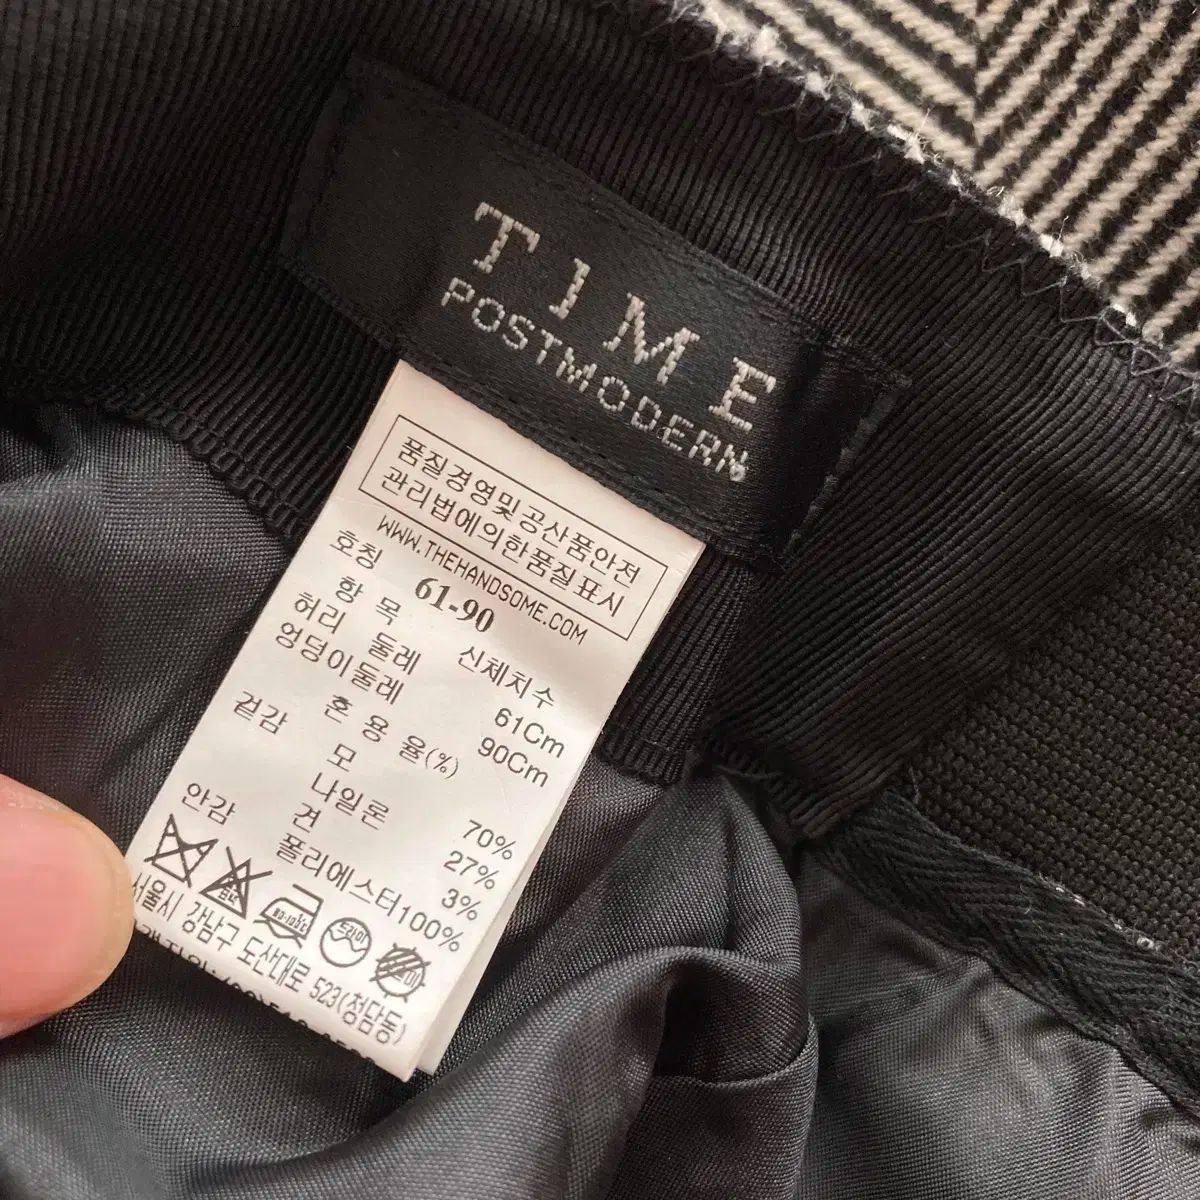 TIME
POSTMODERN
품질경영및공산품안전
관리법에의한품질표시
WWW.THEHANDSOME.COM
호칭 61-90
항 목 신체치수
허리 둘레 61Cm
엉덩이둘레 90Cm
혼 용 율(%)
겉감 모 70%
나일론 27%
견 3%
안감 폴리에스터100%
드라이
서울시 강남구 도산대로 523(청담동)